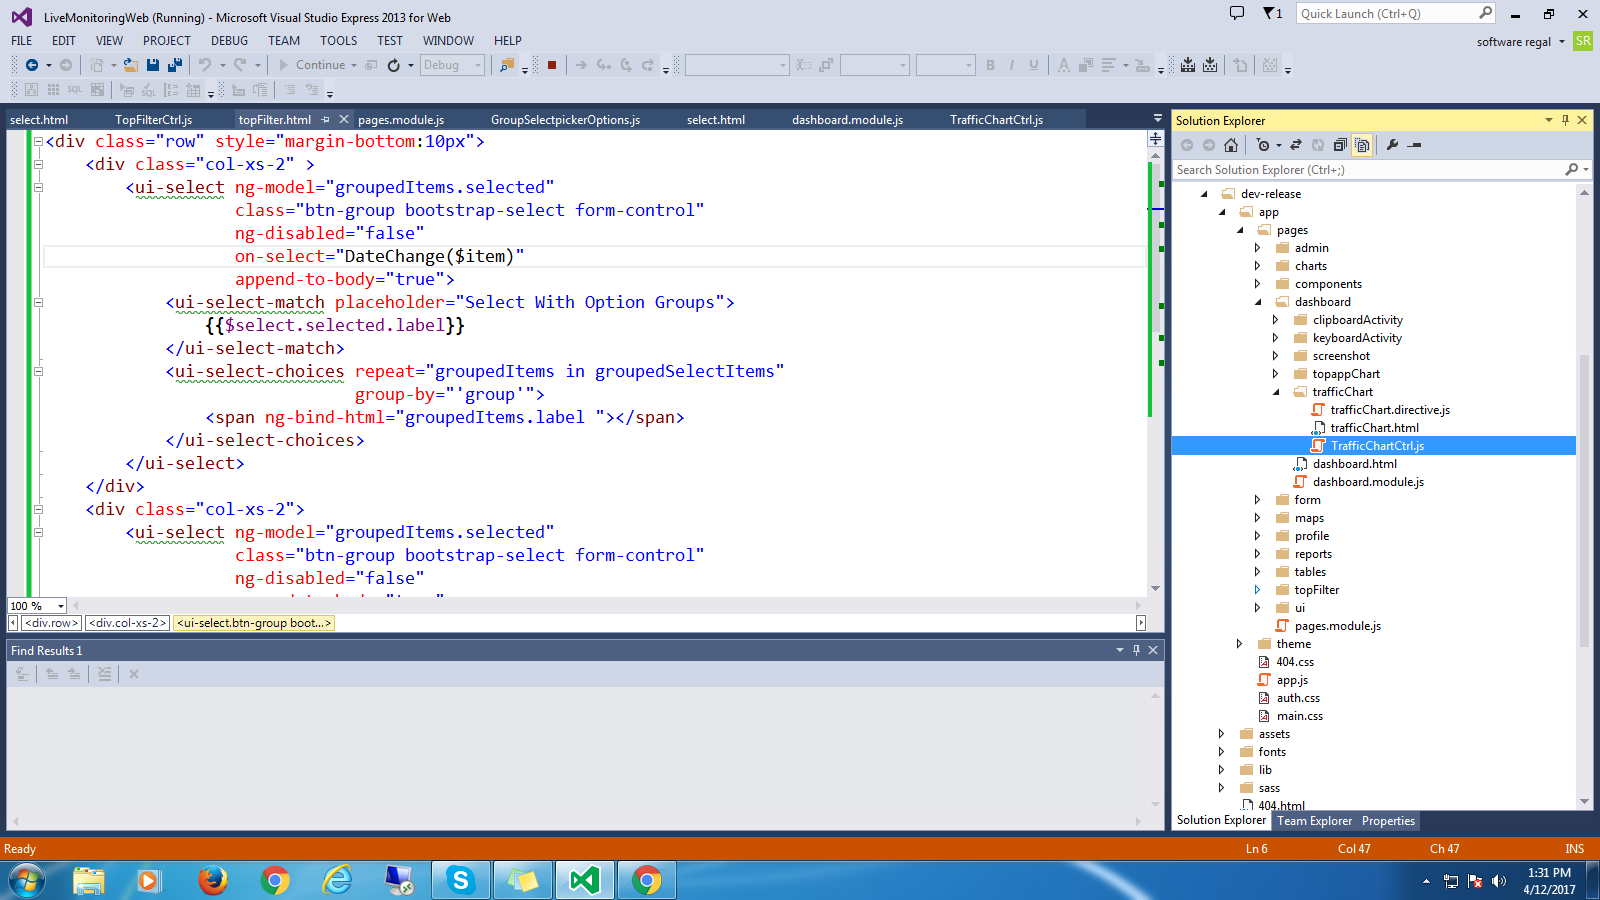 LiveMonitoringWeb (Running) - Microsoft Visual Studio Express 2013 for Web
1
Quick Launch (Ctrl+Q)
FILE EDIT VIEW PROJECT DEBUG TEAM TOOLS TEST WINDOW HELP
software regal SR
Continue Debug
B I U A
SQL SQL
select.html TopFilterCtrl.js topFilter.html pages.module.js GroupSelectpickerOptions.js select.html dashboard.module.js TrafficChartCtrl.js
<div class="row" style="margin-bottom:10px">
<div class="col-xs-2" >
<ui-select ng-model="groupedItems.selected"
class="btn-group bootstrap-select form-control"
ng-disabled="false"
on-select="DateChange($item)"
append-to-body="true">
<ui-select-match placeholder="Select With Option Groups">
{{$select.selected.label}}
</ui-select-match>
<ui-select-choices repeat="groupedItems in groupedSelectItems"
group-by="'group'">
<span ng-bind-html="groupedItems.label "></span>
</ui-select-choices>
</ui-select>
</div>
<div class="col-xs-2">
<ui-select ng-model="groupedItems.selected"
class="btn-group bootstrap-select form-control"
ng-disabled="false"
100 %
<div.row> <div.col-xs-2> <ui-select.btn-group boot...>
Find Results 1
Solution Explorer
Search Solution Explorer (Ctrl+;)
dev-release
app
pages
admin
charts
components
dashboard
clipboardActivity
keyboardActivity
screenshot
topappChart
trafficChart
trafficChart.directive.js
trafficChart.html
TrafficChartCtrl.js
dashboard.html
dashboard.module.js
form
maps
profile
reports
tables
topFilter
ui
pages.module.js
theme
404.css
app.js
auth.css
main.css
assets
fonts
lib
sass
404.html
Solution Explorer Team Explorer Properties
Ready Ln 6 Col 47 Ch 47 INS
1:31 PM
4/12/2017